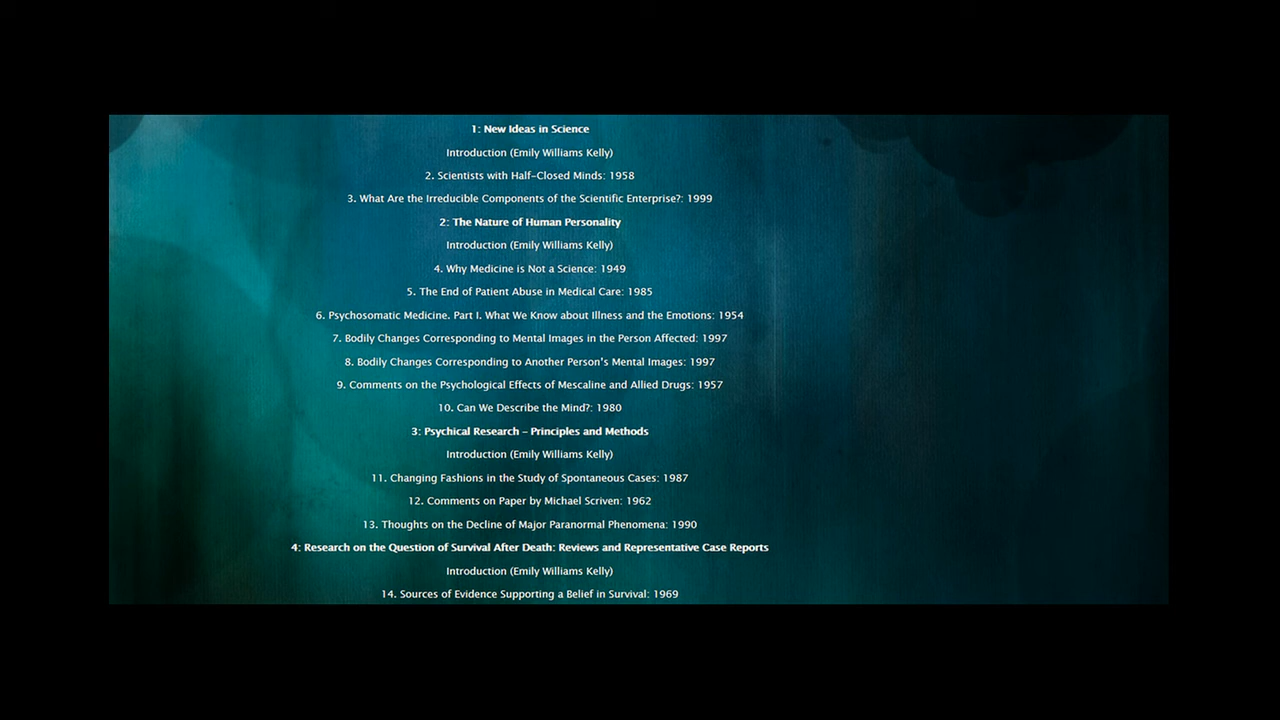 1: New Ideas in Science
Introduction (Emily Williams Kelly)
2. Scientists with Half-Closed Minds: 1958
3. What Are the Irreducible Components of the Scientific Enterprise?: 1999
2: The Nature of Human Personality
Introduction (Emily Williams Kelly)
4. Why Medicine is Not a Science: 1949
5. The End of Patient Abuse in Medical Care: 1985
6. Psychosomatic Medicine. Part I. What We Know about Illness and the Emotions: 1954
7. Bodily Changes Corresponding to Mental Images in the Person Affected: 1997
8. Bodily Changes Corresponding to Another Person's Mental Images: 1997
9. Comments on the Psychological Effects of Mescaline and Allied Drugs: 1957
10. Can We Describe the Mind?: 1980
3: Psychical Research – Principles and Methods
Introduction (Emily Williams Kelly)
11. Changing Fashions in the Study of Spontaneous Cases: 1987
12. Comments on Paper by Michael Scriven: 1962
13. Thoughts on the Decline of Major Paranormal Phenomena: 1990
4: Research on the Question of Survival After Death: Reviews and Representative Case Reports
Introduction (Emily Williams Kelly)
14. Sources of Evidence Supporting a Belief in Survival: 1969